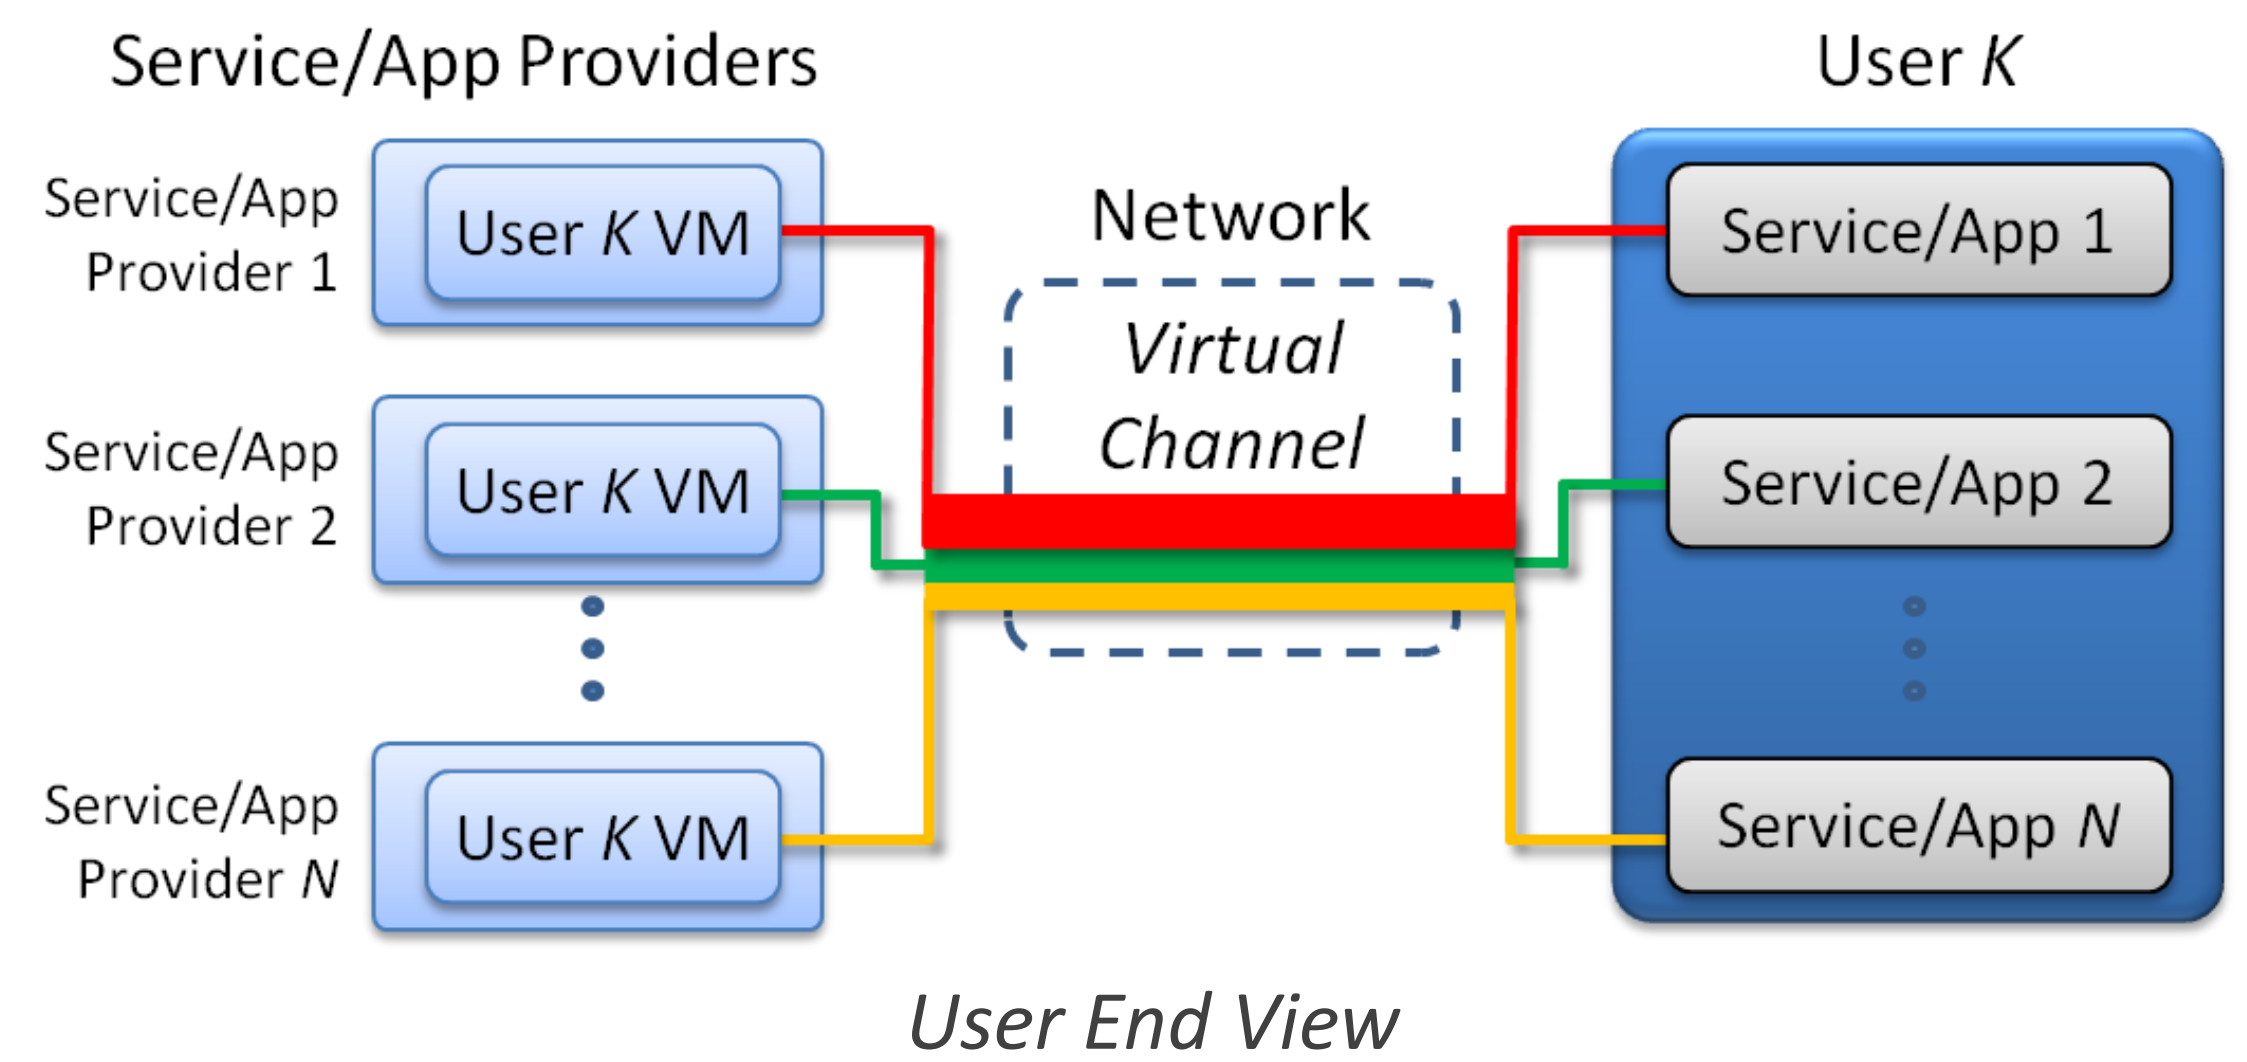 Service/App Providers
User K
Service/App
Provider 1
User K VM
Network
Service/App 1
Virtual
Channel
Service/App
Provider 2
User K VM
Service/App 2
Service/App
Provider N
User K VM
Service/App N
User End View